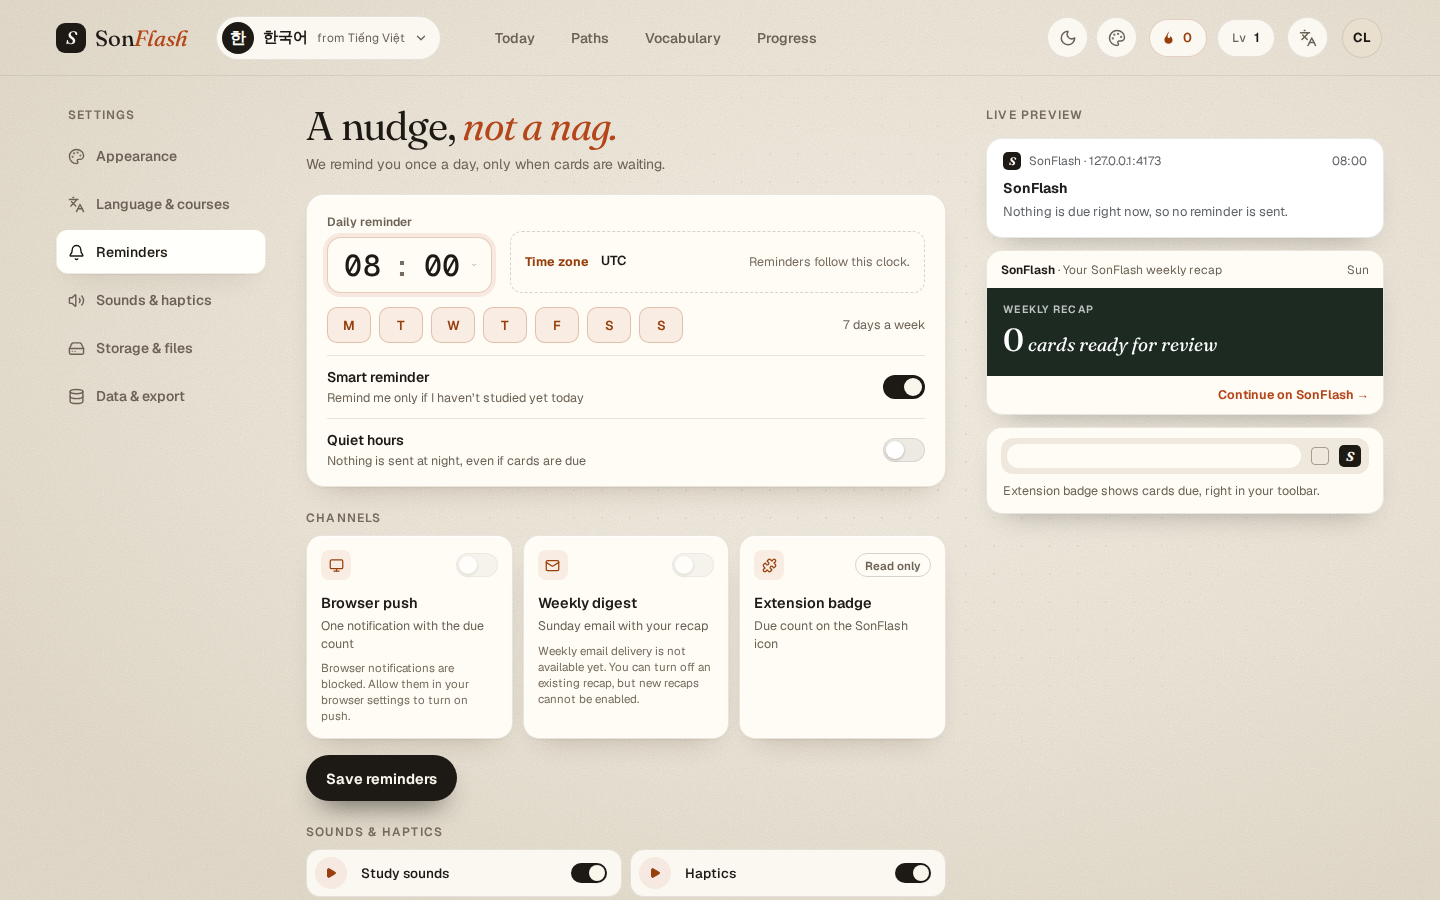 S SonFlash
한 한국어 from Tiếng Việt
Today
Paths
Vocabulary
Progress
0
Lv 1
CL
SETTINGS
Appearance
Language & courses
Reminders
Sounds & haptics
Storage & files
Data & export
A nudge, not a nag.
We remind you once a day, only when cards are waiting.
Daily reminder
08 : 00
Time zone UTC
Reminders follow this clock.
M T W T F S S
7 days a week
Smart reminder
Remind me only if I haven't studied yet today
Quiet hours
Nothing is sent at night, even if cards are due
CHANNELS
Browser push
One notification with the due
count
Browser notifications are
blocked. Allow them in your
browser settings to turn on
push.
Weekly digest
Sunday email with your recap
Weekly email delivery is not
available yet. You can turn off an
existing recap, but new recaps
cannot be enabled.
Read only
Extension badge
Due count on the SonFlash
icon
Save reminders
SOUNDS & HAPTICS
Study sounds
Haptics
LIVE PREVIEW
S SonFlash · 127.0.0.1:4173
08:00
SonFlash
Nothing is due right now, so no reminder is sent.
SonFlash · Your SonFlash weekly recap
Sun
WEEKLY RECAP
0 cards ready for review
Continue on SonFlash →
S
Extension badge shows cards due, right in your toolbar.